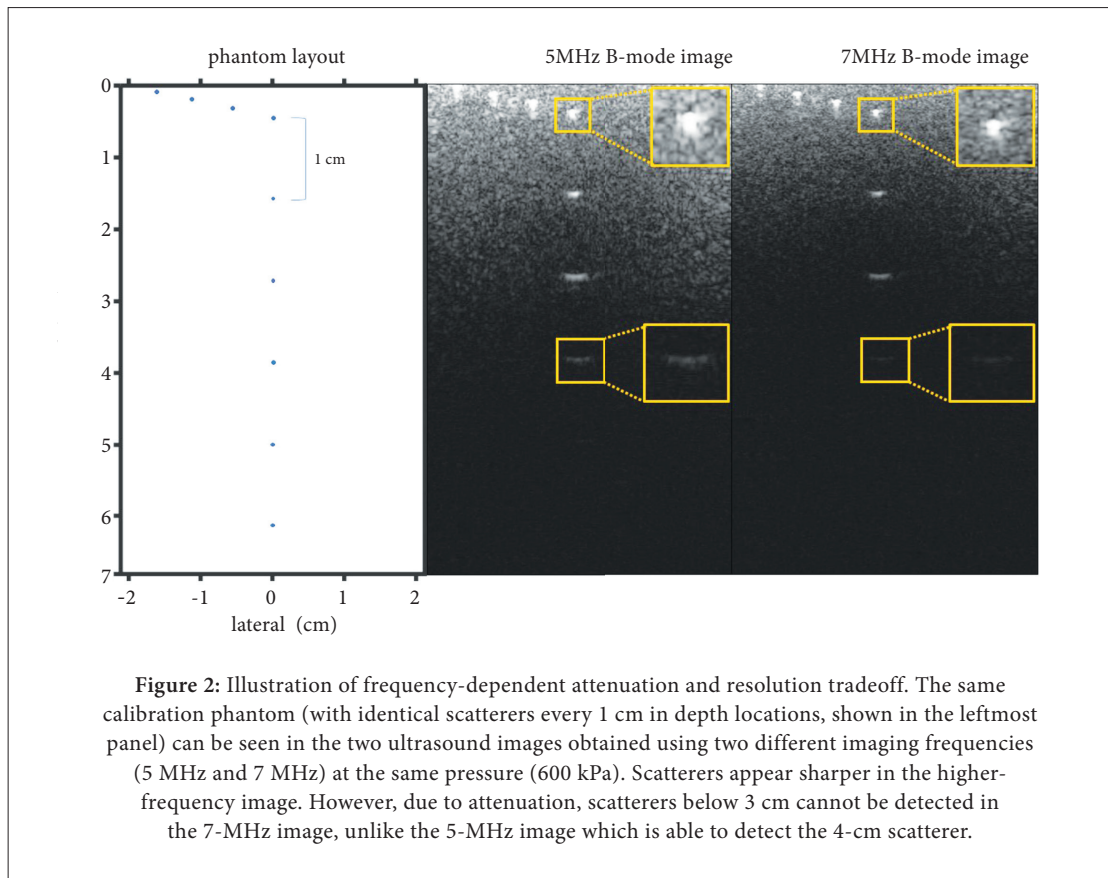 phantom layout
5MHz B-mode image
7MHz B-mode image
0
1
2
3
4
5
6
7
1 cm
-2 -1 0 1 2
lateral (cm)
Figure 2: Illustration of frequency-dependent attenuation and resolution tradeoff. The same
calibration phantom (with identical scatterers every 1 cm in depth locations, shown in the leftmost
panel) can be seen in the two ultrasound images obtained using two different imaging frequencies
(5 MHz and 7 MHz) at the same pressure (600 kPa). Scatterers appear sharper in the higher-
frequency image. However, due to attenuation, scatterers below 3 cm cannot be detected in
the 7-MHz image, unlike the 5-MHz image which is able to detect the 4-cm scatterer.